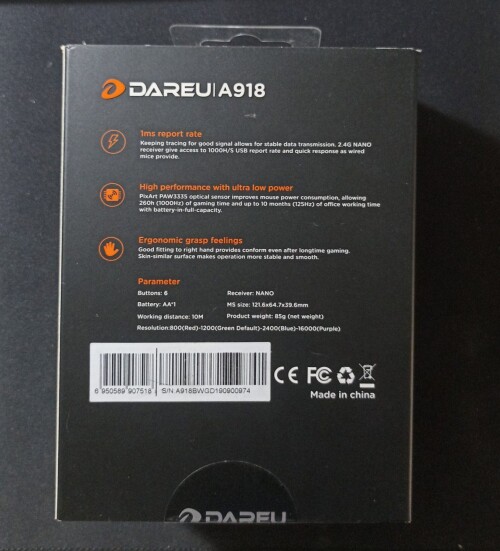 DAREU|A918
1ms report rate
Keeping tracing for good signal allows for stable data transmission. 2.4G NANO
receiver give access to 1000H/S USB report rate and quick response as wired
mice provide.
High performance with ultra low power
PixArt PAW3335 optical sensor improves mouse power consumption, allowing
260h (1000Hz) of gaming time and up to 10 months (125Hz) of office working time
with battery-in-full-capacity.
Ergonomic grasp feelings
Good fitting to right hand provides conform even after longtime gaming.
Skin-similar surface makes operation more stable and smooth.
Parameter
Buttons: 6 Receiver: NANO
Battery: AA*1 MS size: 121.6x64.7x39.6mm
Working distance: 10M Product weight: 85g (net weight)
Resolution:800(Red)-1200(Green Default)-2400(Blue)-16000(Purple)
6 950589 907518 S/N A918BWGD190900974
CE FC
Made in china
DAREU